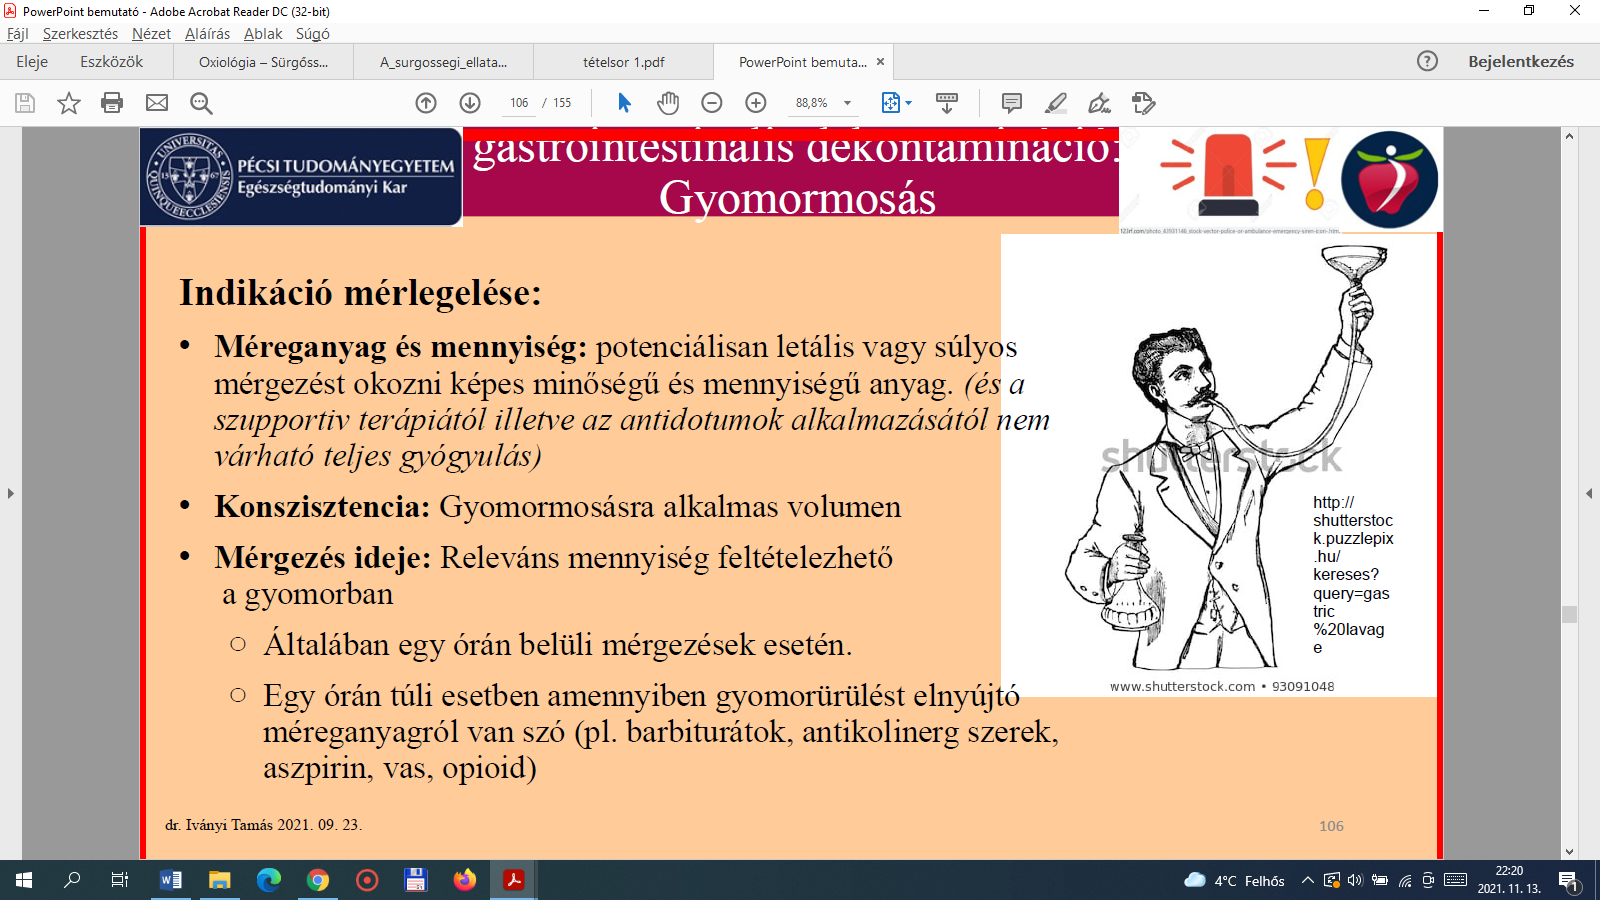 PowerPoint bemutató - Adobe Acrobat Reader DC (32-bit)
Fájl Szerkesztés Nézet Aláírás Ablak Súgó
Eleje Eszközök Oxiológia – Sürgőss... A_surgossegi_ellata... tételsor 1.pdf PowerPoint bemuta... Bejelentkezés
106 / 155 88,8%
UNIVERSITAS QUINQUEECCLESIENSIS 1367
PÉCSI TUDOMÁNYEGYETEM
Egészségtudományi Kar
gastrointestinalis dekontamináció:
Gyomormosás
Indikáció mérlegelése:
• Méreganyag és mennyiség: potenciálisan letális vagy súlyos
mérgezést okozni képes minőségű és mennyiségű anyag. (és a
szupportiv terápiától illetve az antidotumok alkalmazásától nem
várható teljes gyógyulás)
• Konszisztencia: Gyomormosásra alkalmas volumen
• Mérgezés ideje: Releváns mennyiség feltételezhető
a gyomorban
○ Általában egy órán belüli mérgezések esetén.
○ Egy órán túli esetben amennyiben gyomorürülést elnyújtó
méreganyagról van szó (pl. barbiturátok, antikolinerg szerek,
aszpirin, vas, opioid)
shutterstock
http://
shutterstoc
k.puzzlepix
.hu/
kereses?
query=gas
tric
%20lavag
e
www.shutterstock.com • 93091048
dr. Iványi Tamás 2021. 09. 23.
106
4°C Felhős
22:20
2021. 11. 13.
1